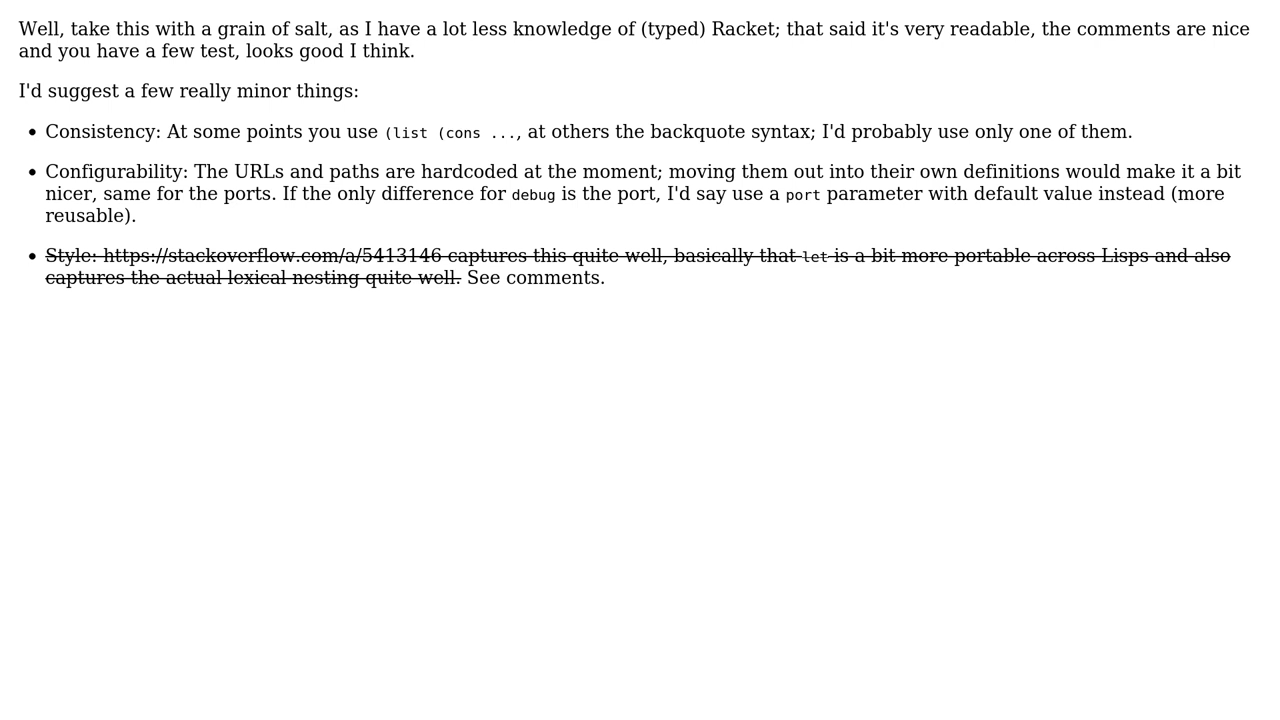 Well, take this with a grain of salt, as I have a lot less knowledge of (typed) Racket; that said it's very readable, the comments are nice
and you have a few test, looks good I think.
I'd suggest a few really minor things:
• Consistency: At some points you use (list (cons ..., at others the backquote syntax; I'd probably use only one of them.
• Configurability: The URLs and paths are hardcoded at the moment; moving them out into their own definitions would make it a bit
nicer, same for the ports. If the only difference for debug is the port, I'd say use a port parameter with default value instead (more
reusable).
• Style: https://stackoverflow.com/a/5413146 captures this quite well, basically that let is a bit more portable across Lisps and also
captures the actual lexical nesting quite well. See comments.